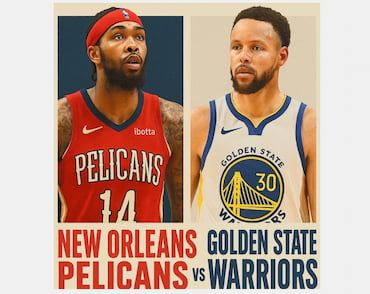 ibotta
PELICANS
14
GOLDEN STATE
30
WARRIORS
NEW ORLEANS
PELICANS
vs
GOLDEN STATE
WARRIORS